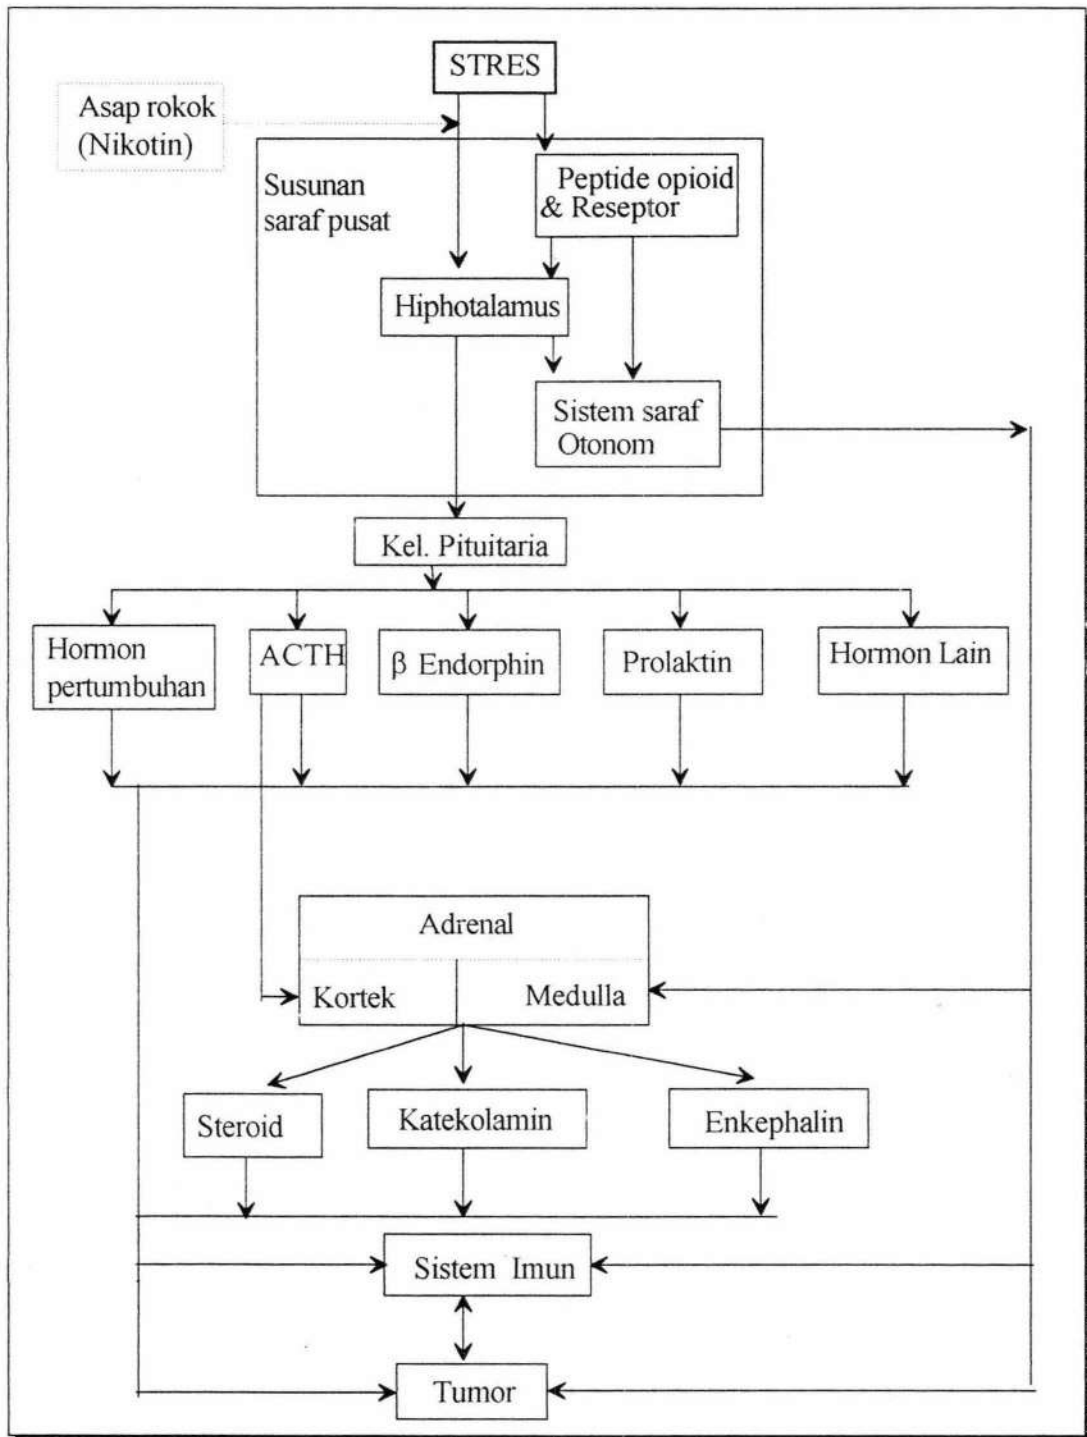 STRES
Asap rokok
(Nikotin)
Susunan
saraf pusat
Peptide opioid
& Reseptor
Hiphotalamus
Sistem saraf
Otonom
Kel. Pituitaria
Hormon
pertumbuhan
ACTH
β Endorphin
Prolaktin
Hormon Lain
Adrenal
Kortek
Medulla
Steroid
Katekolamin
Enkephalin
Sistem Imun
Tumor